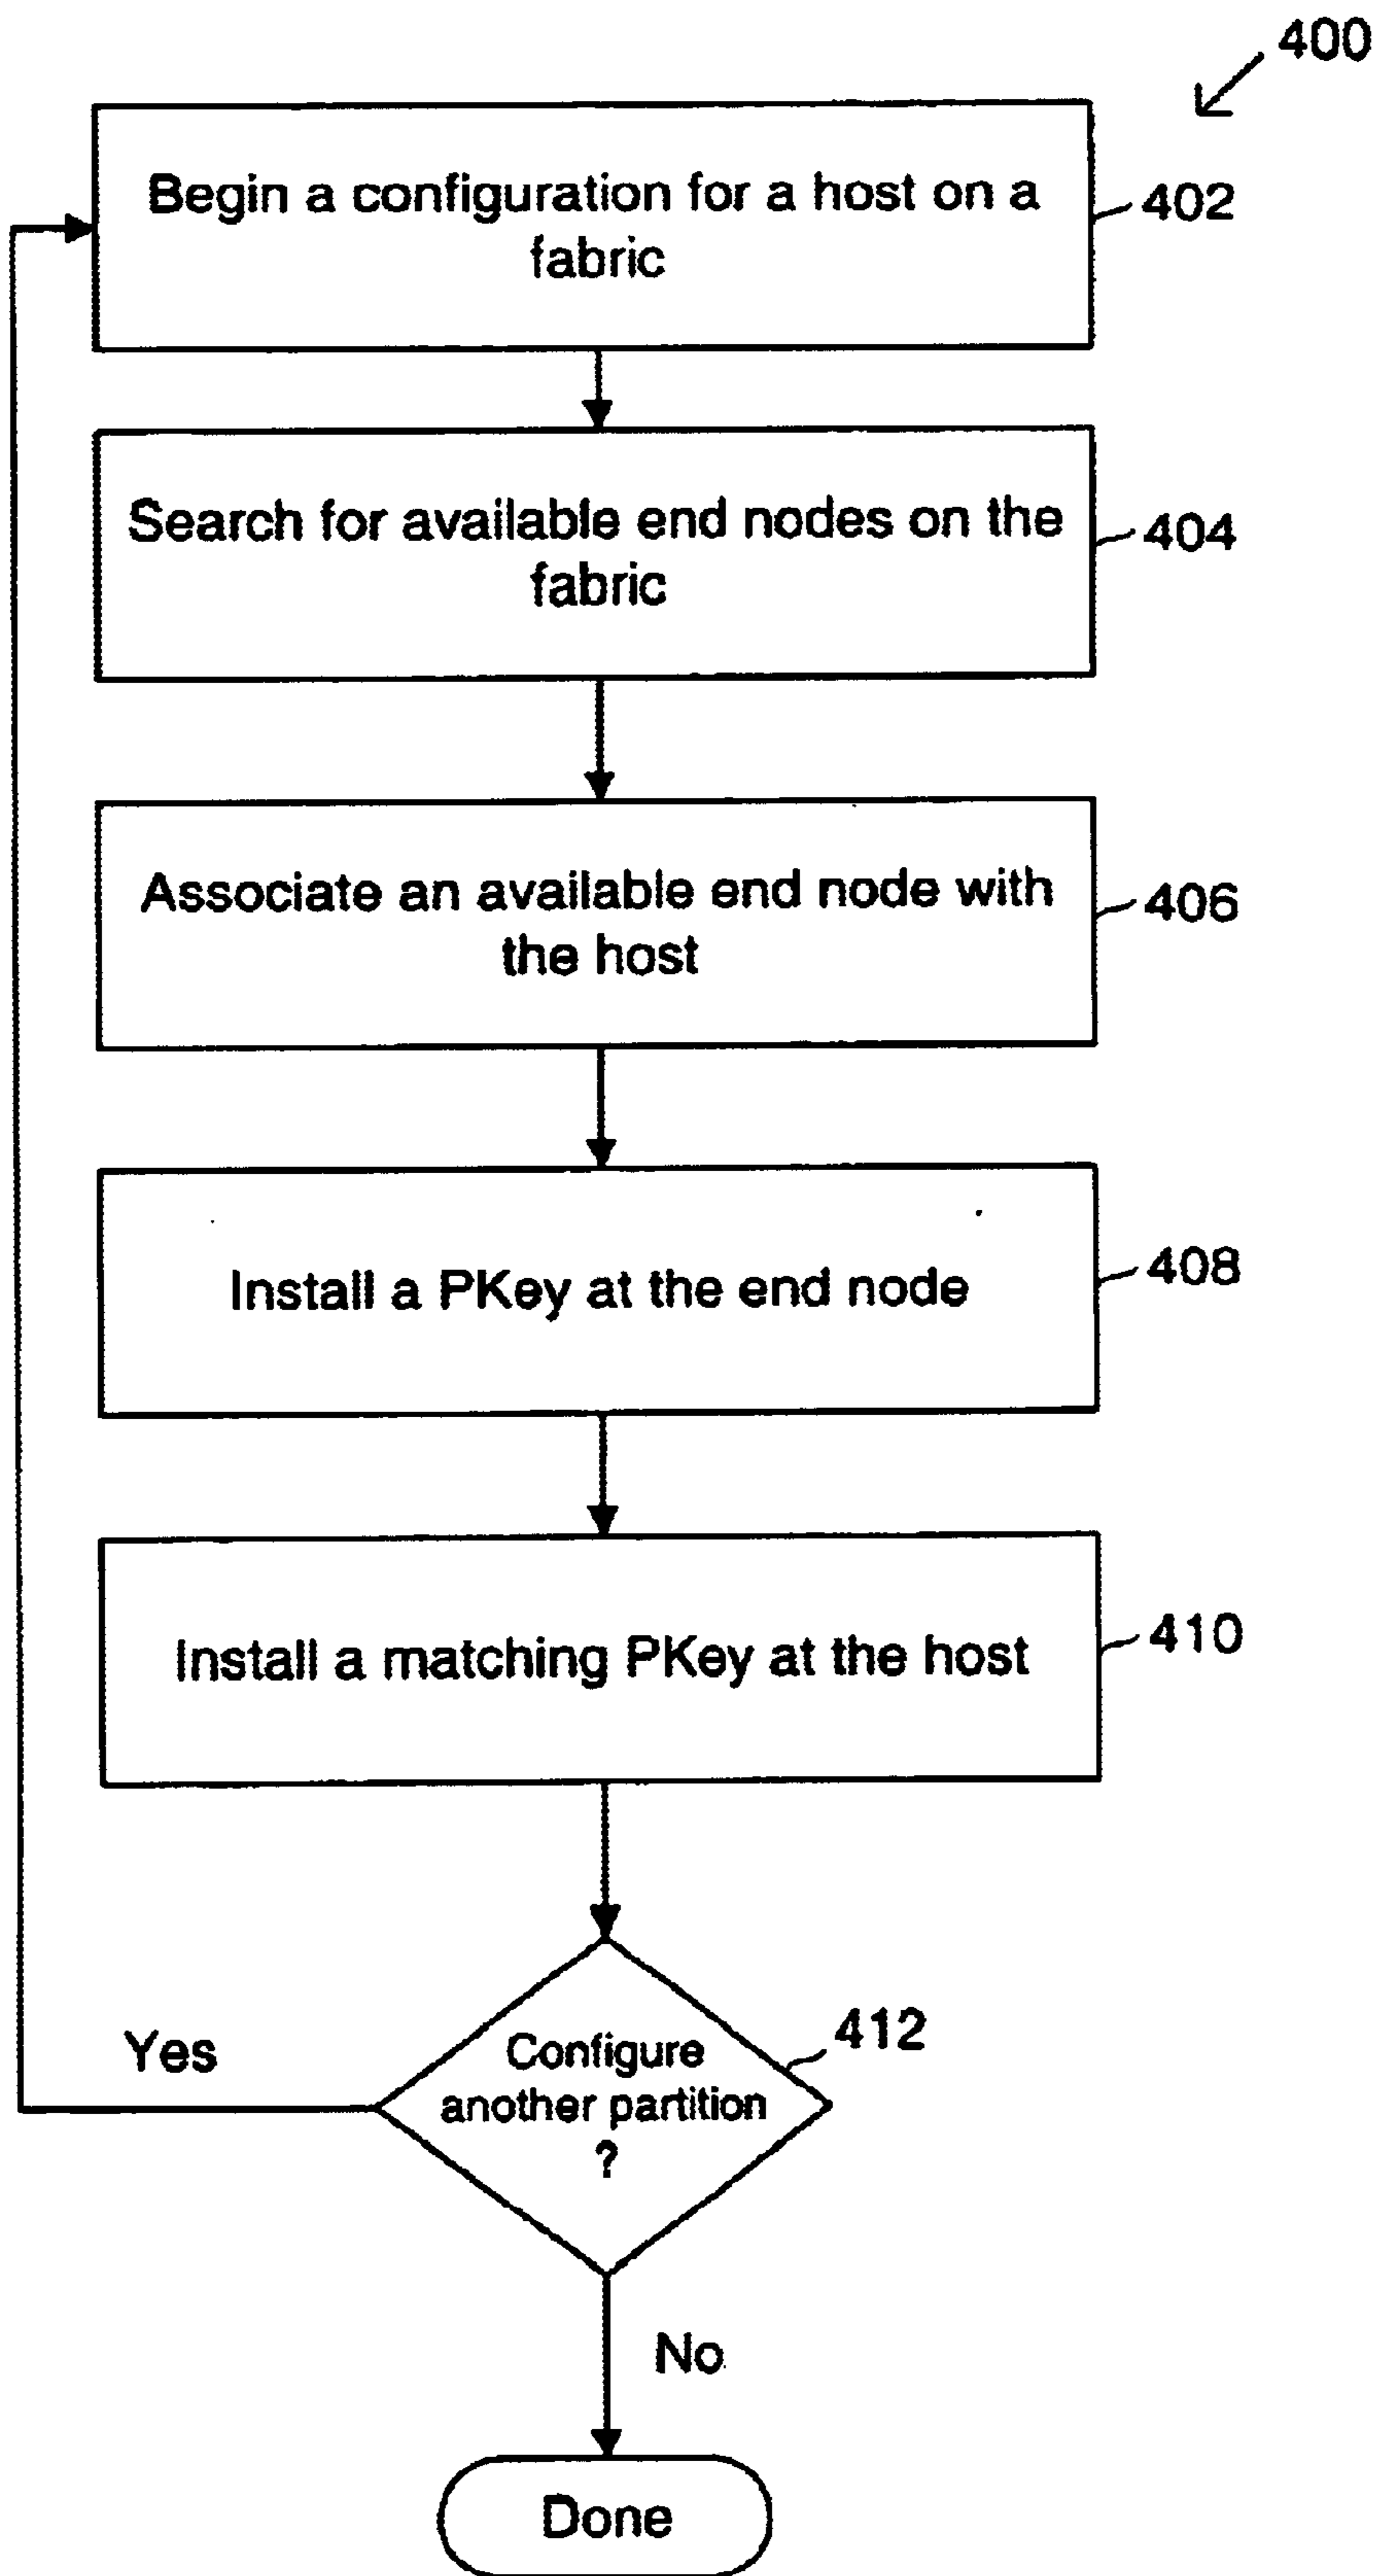 400
Begin a configuration for a host on a
fabric
402
Search for available end nodes on the
fabric
404
Associate an available end node with
the host
406
Install a PKey at the end node
408
Install a matching PKey at the host
410
Configure
another partition
?
412
Yes
No
Done